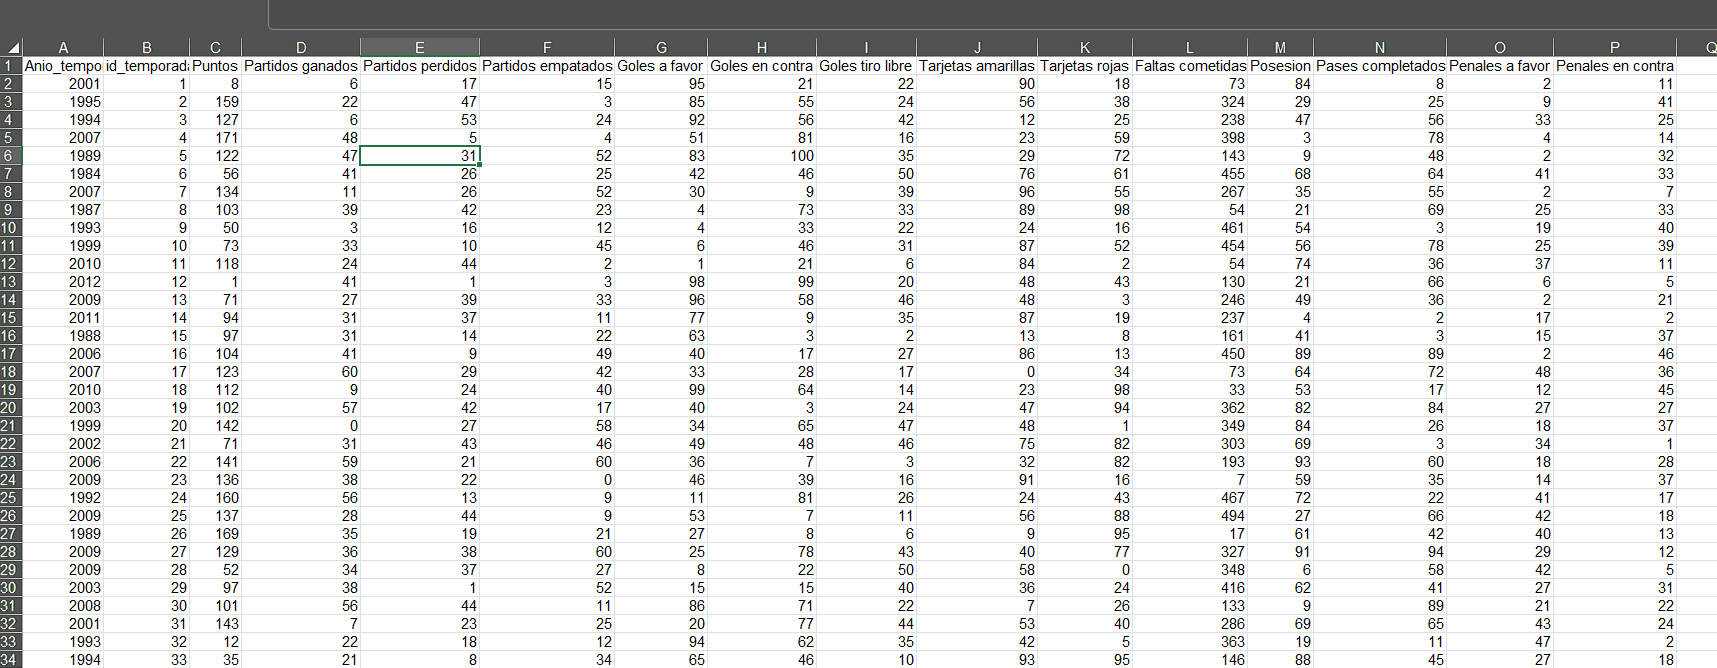 A B C D E F G H I J K L M N O P Q
1 Anio_tempo id_temporada Puntos Partidos ganados Partidos perdidos Partidos empatados Goles a favor Goles en contra Goles tiro libre Tarjetas amarillas Tarjetas rojas Faltas cometidas Posesion Pases completados Penales a favor Penales en contra
2 2001 1 8 6 17 15 95 21 22 90 18 73 84 8 2 11
3 1995 2 159 22 47 3 85 55 24 56 38 324 29 25 9 41
4 1994 3 127 6 53 24 92 56 42 12 25 238 47 56 33 25
5 2007 4 171 48 5 4 51 81 16 23 59 398 3 78 4 14
6 1989 5 122 47 31 52 83 100 35 29 72 143 9 48 2 32
7 1984 6 56 41 26 25 42 46 50 76 61 455 68 64 41 33
8 2007 7 134 11 26 52 30 9 39 96 55 267 35 55 2 7
9 1987 8 103 39 42 23 4 73 33 89 98 54 21 69 25 33
10 1993 9 50 3 16 12 4 33 22 24 16 461 54 3 19 40
11 1999 10 73 33 10 45 6 46 31 87 52 454 56 78 25 39
12 2010 11 118 24 44 2 1 21 6 84 2 54 74 36 37 11
13 2012 12 1 41 1 3 98 99 20 48 43 130 21 66 6 5
14 2009 13 71 27 39 33 96 58 46 48 3 246 49 36 2 21
15 2011 14 94 31 37 11 77 9 35 87 19 237 4 2 17 2
16 1988 15 97 31 14 22 63 3 2 13 8 161 41 3 15 37
17 2006 16 104 41 9 49 40 17 27 86 13 450 89 89 2 46
18 2007 17 123 60 29 42 33 28 17 0 34 73 64 72 48 36
19 2010 18 112 9 24 40 99 64 14 23 98 33 53 17 12 45
20 2003 19 102 57 42 17 40 3 24 47 94 362 82 84 27 27
21 1999 20 142 0 27 58 34 65 47 48 1 349 84 26 18 37
22 2002 21 71 31 43 46 49 48 46 75 82 303 69 3 34 1
23 2006 22 141 59 21 60 36 7 3 32 82 193 93 60 18 28
24 2009 23 136 38 22 0 46 39 16 91 16 7 59 35 14 37
25 1992 24 160 56 13 9 11 81 26 24 43 467 72 22 41 17
26 2009 25 137 28 44 9 53 7 11 56 88 494 27 66 42 18
27 1989 26 169 35 19 21 27 8 6 9 95 17 61 42 40 13
28 2009 27 129 36 38 60 25 78 43 40 77 327 91 94 29 12
29 2009 28 52 34 37 27 8 22 50 58 0 348 6 58 42 5
30 2003 29 97 38 1 52 15 15 40 36 24 416 62 41 27 31
31 2008 30 101 56 44 11 86 71 22 7 26 133 9 89 21 22
32 2001 31 143 7 23 25 20 77 44 53 40 286 69 65 43 24
33 1993 32 12 22 18 12 94 62 35 42 5 363 19 11 47 2
34 1994 33 35 21 8 34 65 46 10 93 95 146 88 45 27 18